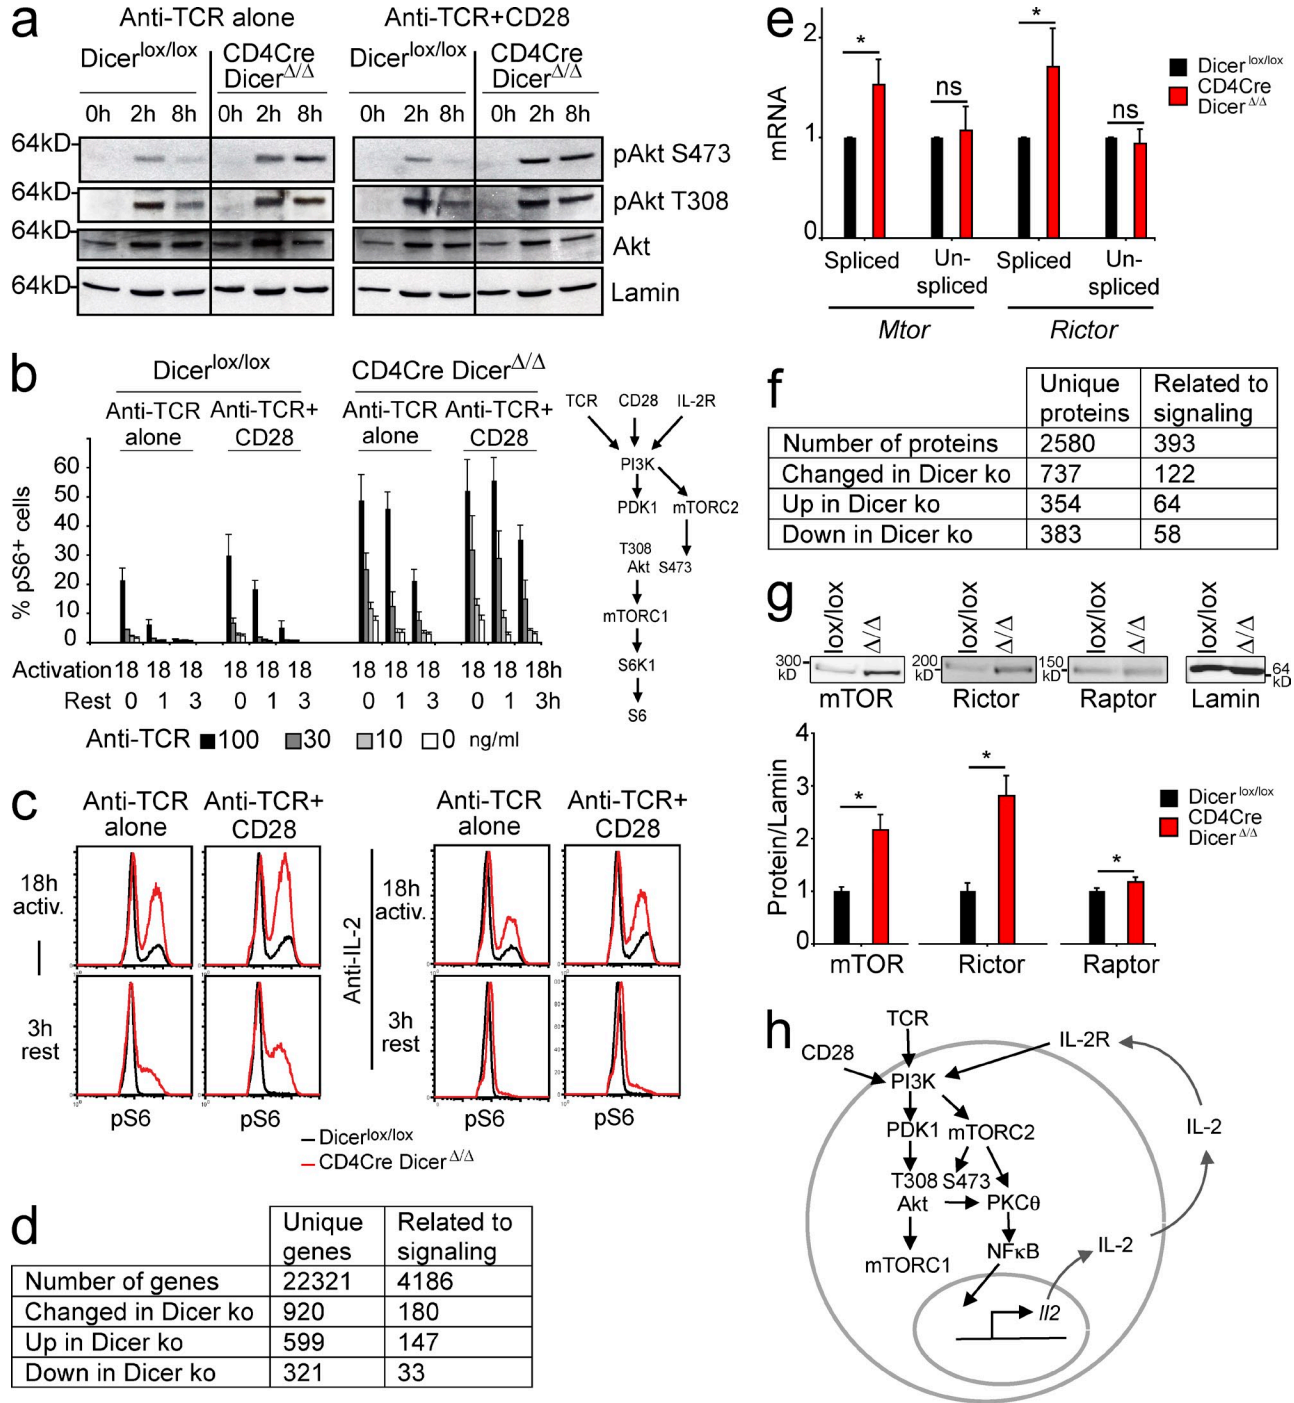 a
Anti-TCR alone
Anti-TCR+CD28
Dicer^lox/lox
CD4Cre
Dicer^Δ/Δ
Dicer^lox/lox
CD4Cre
Dicer^Δ/Δ
0h 2h 8h 0h 2h 8h
0h 2h 8h 0h 2h 8h
64kD
pAkt S473
64kD
pAkt T308
64kD
Akt
64kD
Lamin
b
Dicer^lox/lox
CD4Cre Dicer^Δ/Δ
Anti-TCR
alone
Anti-TCR+
CD28
Anti-TCR
alone
Anti-TCR+
CD28
% pS6+ cells
60
50
40
30
20
10
0
Activation 18 18 18 18 18 18 18 18 18 18 18 18h
Rest 0 1 3 0 1 3 0 1 3 0 1 3h
Anti-TCR 100 30 10 0 ng/ml
TCR CD28 IL-2R
PI3K
PDK1 mTORC2
T308
Akt S473
mTORC1
S6K1
S6
c
Anti-TCR
alone
Anti-TCR+
CD28
Anti-TCR
alone
Anti-TCR+
CD28
18h
activ.
3h
rest
Anti-IL-2
18h
activ.
3h
rest
pS6 pS6 pS6 pS6
Dicer^lox/lox
CD4Cre Dicer^Δ/Δ
d
Unique
genes
Related to
signaling
Number of genes 22321 4186
Changed in Dicer ko 920 180
Up in Dicer ko 599 147
Down in Dicer ko 321 33
e
mRNA
2
1
0
* ns * ns
Dicer^lox/lox
CD4Cre
Dicer^Δ/Δ
Spliced
Un-
spliced
Spliced
Un-
spliced
Mtor Rictor
f
Unique
proteins
Related to
signaling
Number of proteins 2580 393
Changed in Dicer ko 737 122
Up in Dicer ko 354 64
Down in Dicer ko 383 58
g
lox/lox Δ/Δ lox/lox Δ/Δ lox/lox Δ/Δ lox/lox Δ/Δ
300
kD
200
kD
150
kD
64
kD
mTOR Rictor Raptor Lamin
Protein/Lamin
4
3
2
1
0
* * *
Dicer^lox/lox
CD4Cre
Dicer^Δ/Δ
mTOR Rictor Raptor
h
TCR
CD28
IL-2R
PI3K
PDK1 mTORC2
IL-2
T308 S473
Akt PKCθ
NFκB
IL-2
mTORC1
Il2